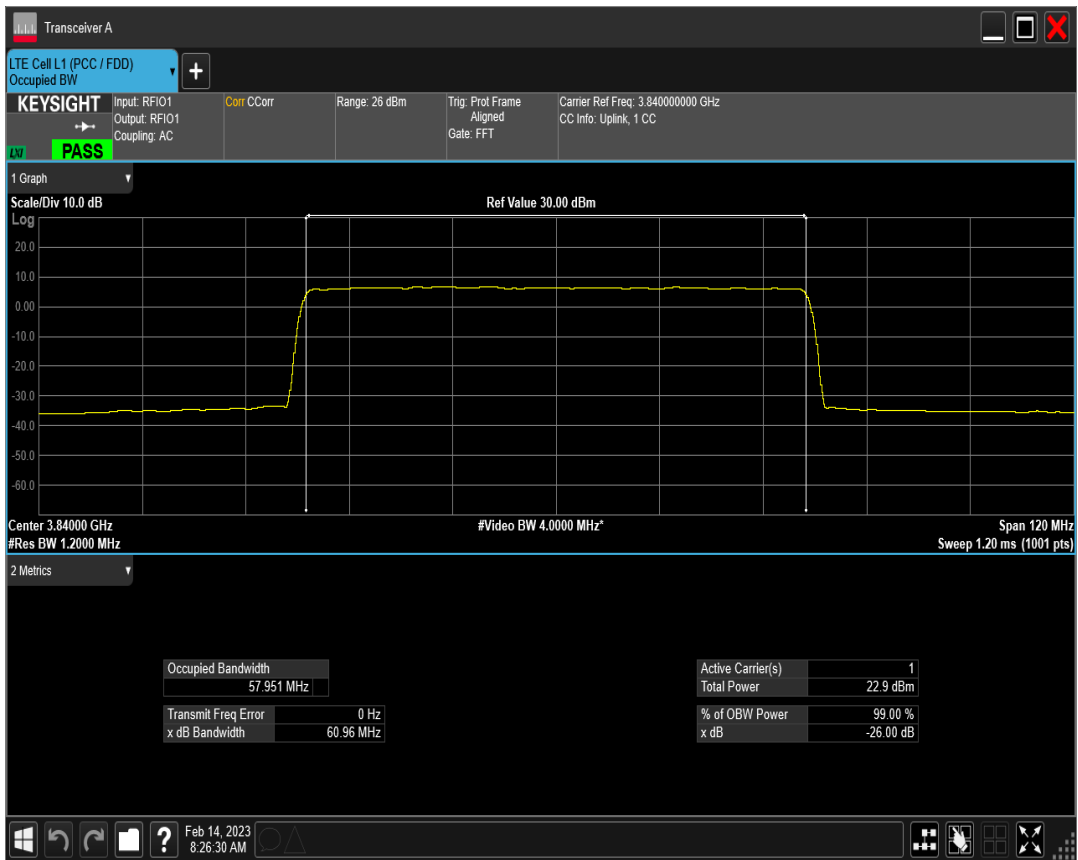 Transceiver A
LTE Cell L1 (PCC / FDD)
Occupied BW
+
KEYSIGHT
LXI
PASS
Input: RFIO1
Output: RFIO1
Coupling: AC
Corr CCorr
Range: 26 dBm
Trig: Prot Frame
Aligned
Gate: FFT
Carrier Ref Freq: 3.840000000 GHz
CC Info: Uplink, 1 CC
1 Graph
Scale/Div 10.0 dB
Ref Value 30.00 dBm
Log
20.0
10.0
0.00
-10.0
-20.0
-30.0
-40.0
-50.0
-60.0
Center 3.84000 GHz
#Video BW 4.0000 MHz*
Span 120 MHz
#Res BW 1.2000 MHz
Sweep 1.20 ms (1001 pts)
2 Metrics
Occupied Bandwidth
57.951 MHz
Transmit Freq Error 0 Hz
x dB Bandwidth 60.96 MHz
Active Carrier(s) 1
Total Power 22.9 dBm
% of OBW Power 99.00 %
x dB -26.00 dB
?
Feb 14, 2023
8:26:30 AM